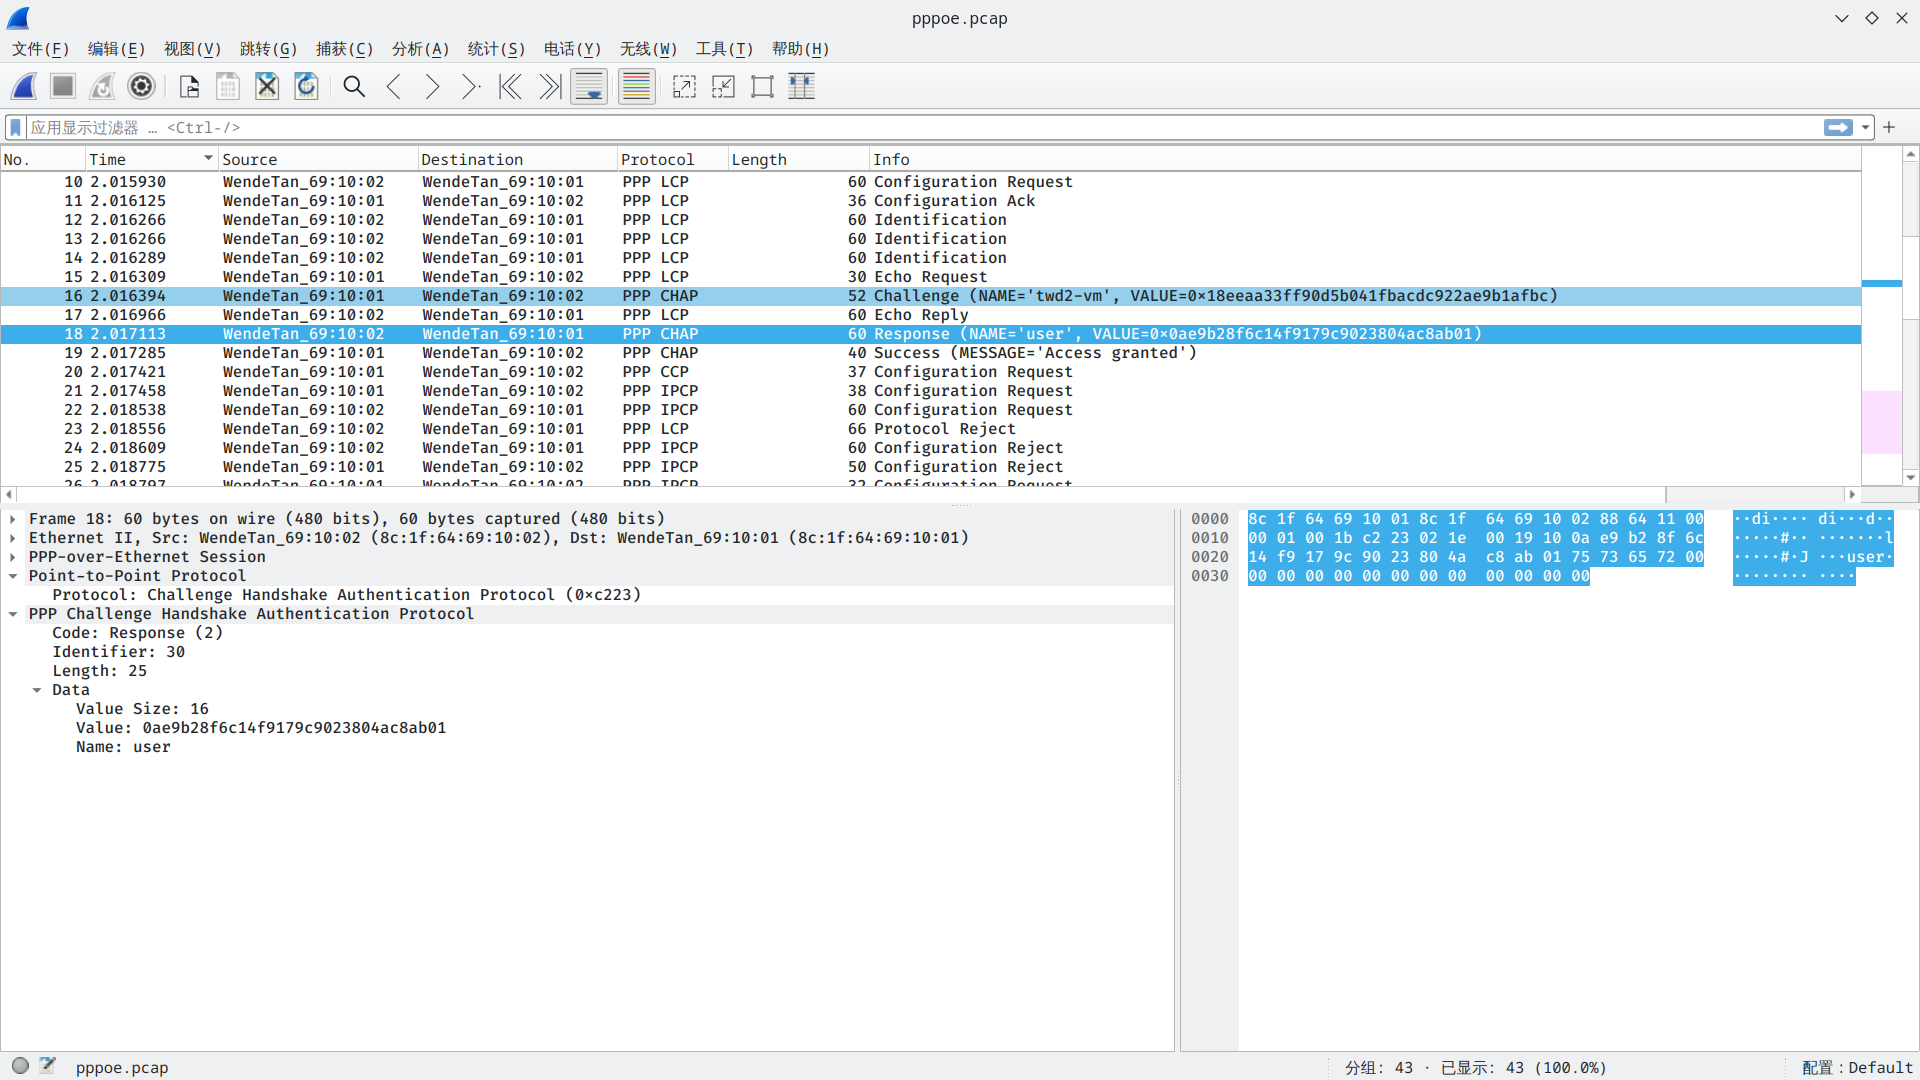 pppoe.pcap
文件(F) 编辑(E) 视图(V) 跳转(G) 捕获(C) 分析(A) 统计(S) 电话(Y) 无线(W) 工具(T) 帮助(H)
应用显示过滤器 … <Ctrl-/>
No. Time Source Destination Protocol Length Info
10 2.015930 WendeTan_69:10:02 WendeTan_69:10:01 PPP LCP 60 Configuration Request
11 2.016125 WendeTan_69:10:01 WendeTan_69:10:02 PPP LCP 36 Configuration Ack
12 2.016266 WendeTan_69:10:02 WendeTan_69:10:01 PPP LCP 60 Identification
13 2.016266 WendeTan_69:10:02 WendeTan_69:10:01 PPP LCP 60 Identification
14 2.016289 WendeTan_69:10:02 WendeTan_69:10:01 PPP LCP 60 Identification
15 2.016309 WendeTan_69:10:01 WendeTan_69:10:02 PPP LCP 30 Echo Request
16 2.016394 WendeTan_69:10:01 WendeTan_69:10:02 PPP CHAP 52 Challenge (NAME='twd2-vm', VALUE=0×18eeaa33ff90d5b041fbacdc922ae9b1afbc)
17 2.016966 WendeTan_69:10:02 WendeTan_69:10:01 PPP LCP 60 Echo Reply
18 2.017113 WendeTan_69:10:02 WendeTan_69:10:01 PPP CHAP 60 Response (NAME='user', VALUE=0×0ae9b28f6c14f9179c9023804ac8ab01)
19 2.017285 WendeTan_69:10:01 WendeTan_69:10:02 PPP CHAP 40 Success (MESSAGE='Access granted')
20 2.017421 WendeTan_69:10:01 WendeTan_69:10:02 PPP CCP 37 Configuration Request
21 2.017458 WendeTan_69:10:01 WendeTan_69:10:02 PPP IPCP 38 Configuration Request
22 2.018538 WendeTan_69:10:02 WendeTan_69:10:01 PPP IPCP 60 Configuration Request
23 2.018556 WendeTan_69:10:02 WendeTan_69:10:01 PPP LCP 66 Protocol Reject
24 2.018609 WendeTan_69:10:02 WendeTan_69:10:01 PPP IPCP 60 Configuration Reject
25 2.018775 WendeTan_69:10:01 WendeTan_69:10:02 PPP IPCP 50 Configuration Reject
26 2.018797 WendeTan_69:10:01 WendeTan_69:10:02 PPP IPCP 32 Configuration Request
Frame 18: 60 bytes on wire (480 bits), 60 bytes captured (480 bits)
Ethernet II, Src: WendeTan_69:10:02 (8c:1f:64:69:10:02), Dst: WendeTan_69:10:01 (8c:1f:64:69:10:01)
PPP-over-Ethernet Session
Point-to-Point Protocol
Protocol: Challenge Handshake Authentication Protocol (0×c223)
PPP Challenge Handshake Authentication Protocol
Code: Response (2)
Identifier: 30
Length: 25
Data
Value Size: 16
Value: 0ae9b28f6c14f9179c9023804ac8ab01
Name: user
0000 8c 1f 64 69 10 01 8c 1f 64 69 10 02 88 64 11 00 ··di···· di···d··
0010 00 01 00 1b c2 23 02 1e 00 19 10 0a e9 b2 8f 6c ·····#·· ·······l
0020 14 f9 17 9c 90 23 80 4a c8 ab 01 75 73 65 72 00 ·····#·J ···user·
0030 00 00 00 00 00 00 00 00 00 00 00 00 ········ ····
pppoe.pcap 分组: 43 · 已显示: 43 (100.0%) 配置：Default